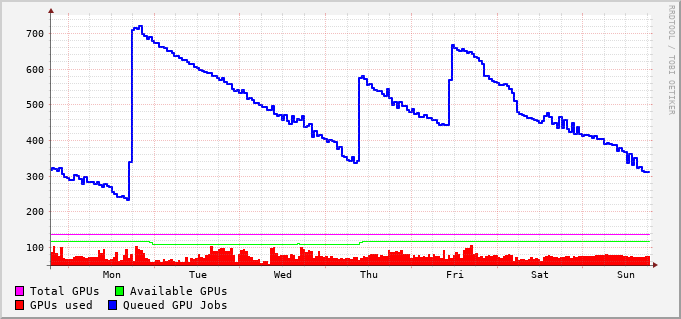 700
600
500
400
300
200
100
Mon Tue Wed Thu Fri Sat Sun
Total GPUs Available GPUs
GPUs used Queued GPU Jobs
RRDTOOL / TOBI OETIKER